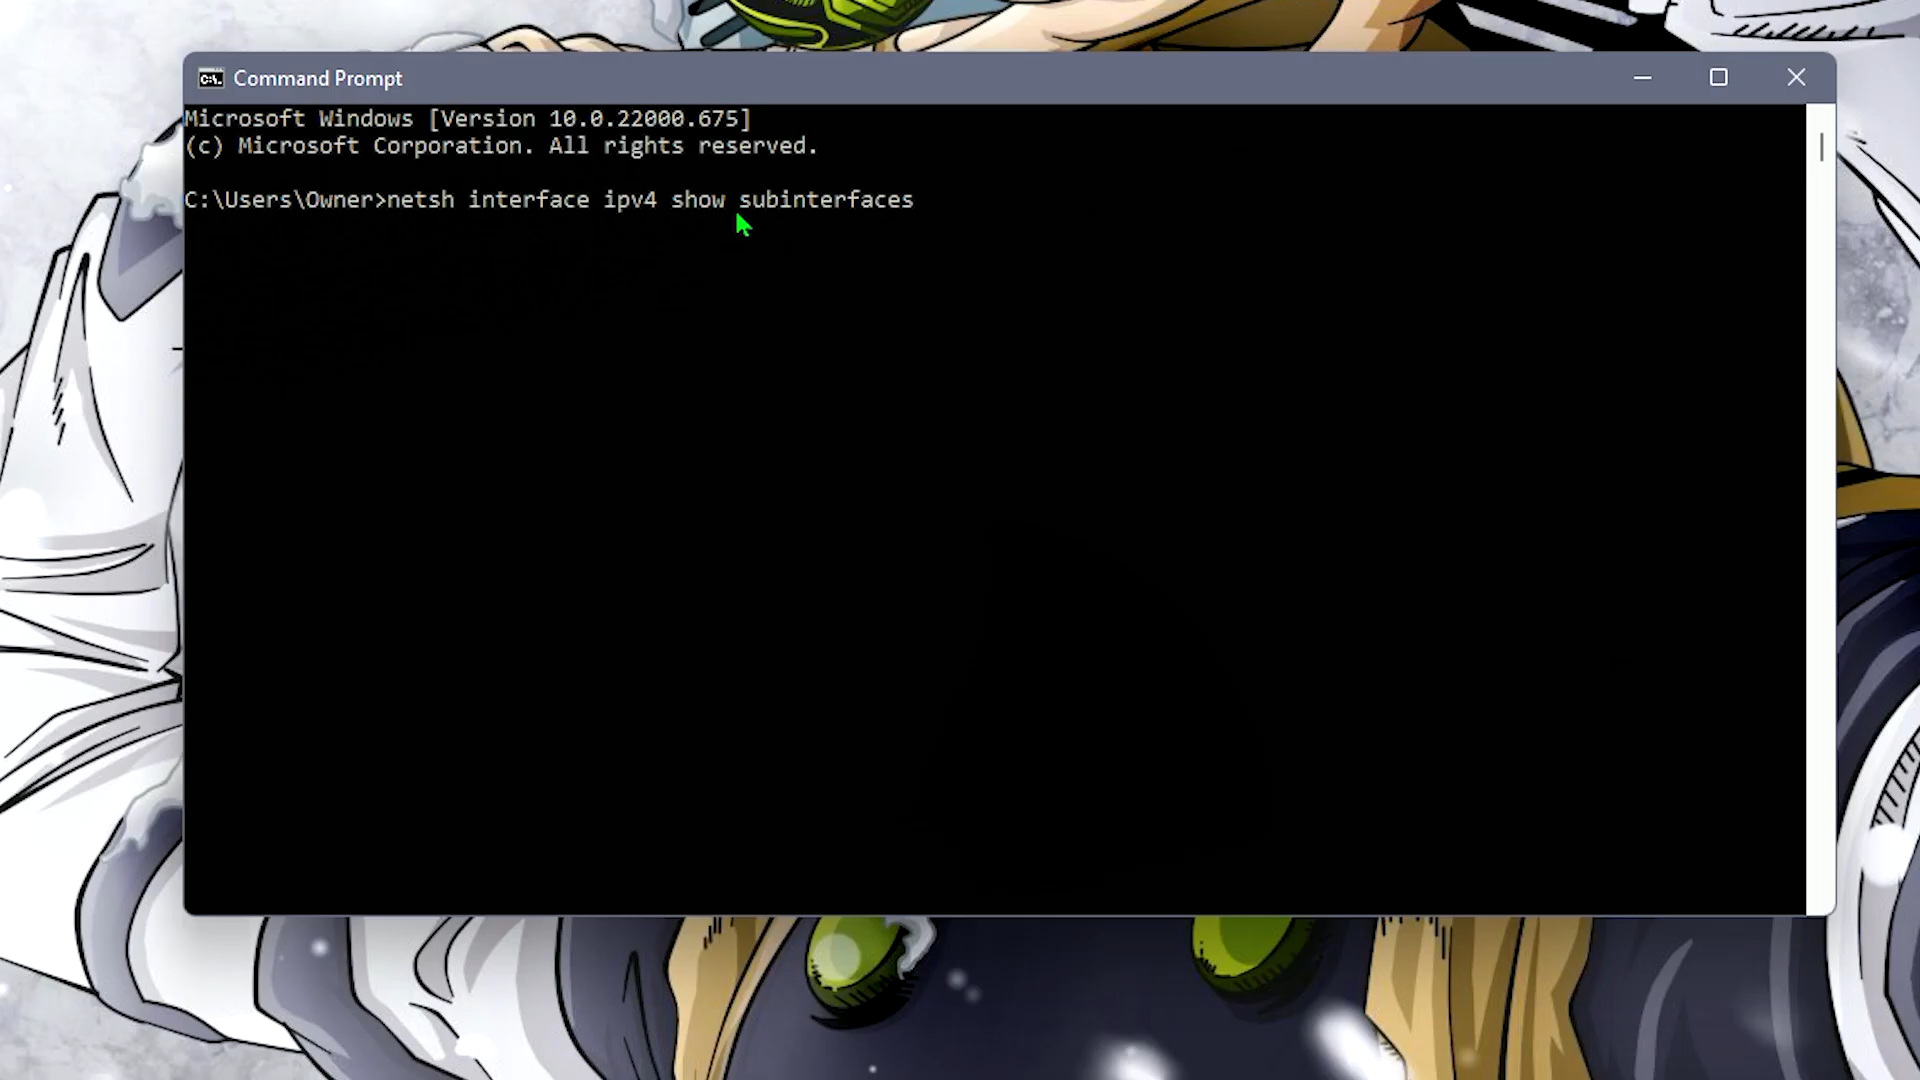 Command Prompt
Microsoft Windows [Version 10.0.22000.675]
(c) Microsoft Corporation. All rights reserved.
C:\Users\Owner>netsh interface ipv4 show subinterfaces